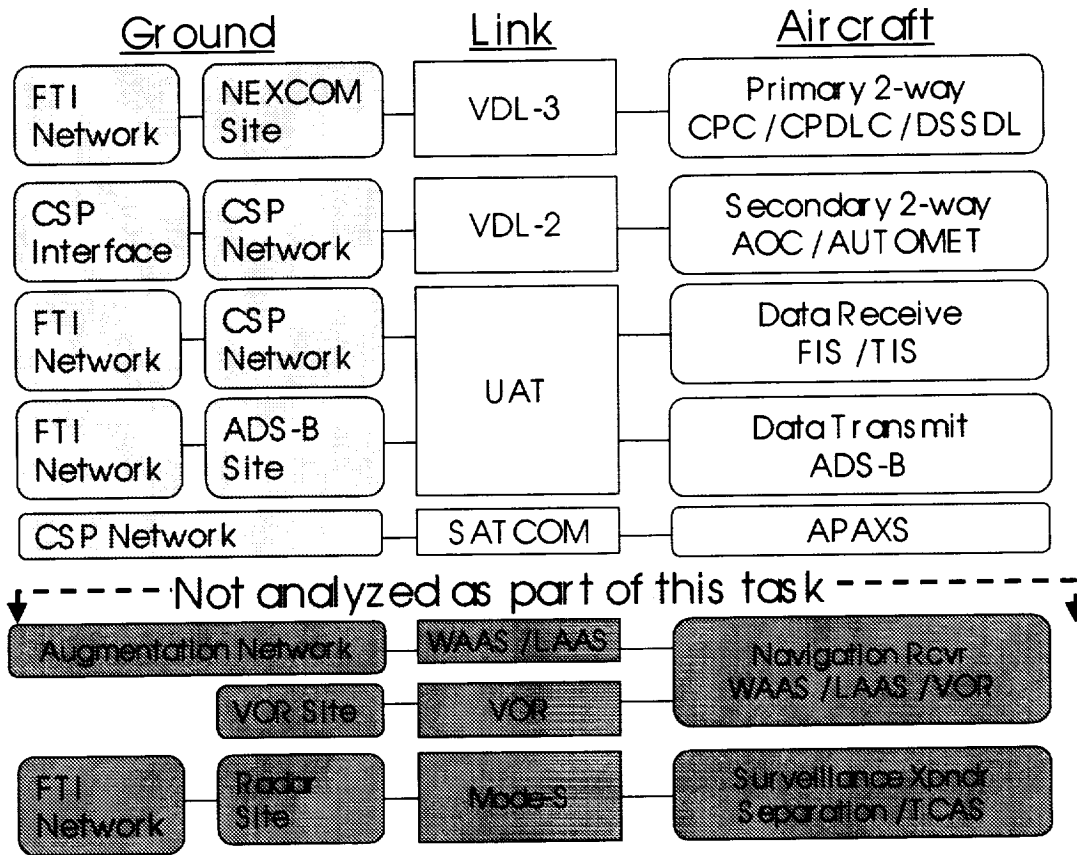 Ground Link Aircraft
FTI
Network
NEXCOM
Site
VDL-3
Primary 2-way
CPC/CPDLC/DSSDL
CSP
Interface
CSP
Network
VDL-2
Secondary 2-way
AOC/AUTOMET
FTI
Network
CSP
Network
UAT
Data Receive
FIS/TIS
FTI
Network
ADS-B
Site
Data Transmit
ADS-B
CSP Network
SATCOM
APAXS
Not analyzed as part of this task
Augmentation Network
WAAS/LAAS
Navigation Rcvr
WAAS/LAAS/VOR
VOR Site
VOR
FTI
Network
Radar
Site
Mode-S
Surveillance Xpndr
Separation/TCAS